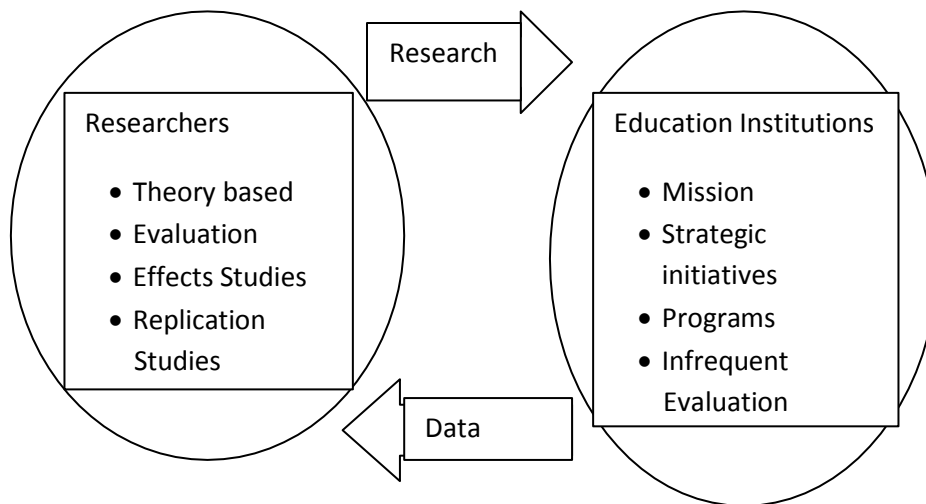 Research
Researchers
• Theory based
• Evaluation
• Effects Studies
• Replication
Studies
Education Institutions
• Mission
• Strategic
initiatives
• Programs
• Infrequent
Evaluation
Data